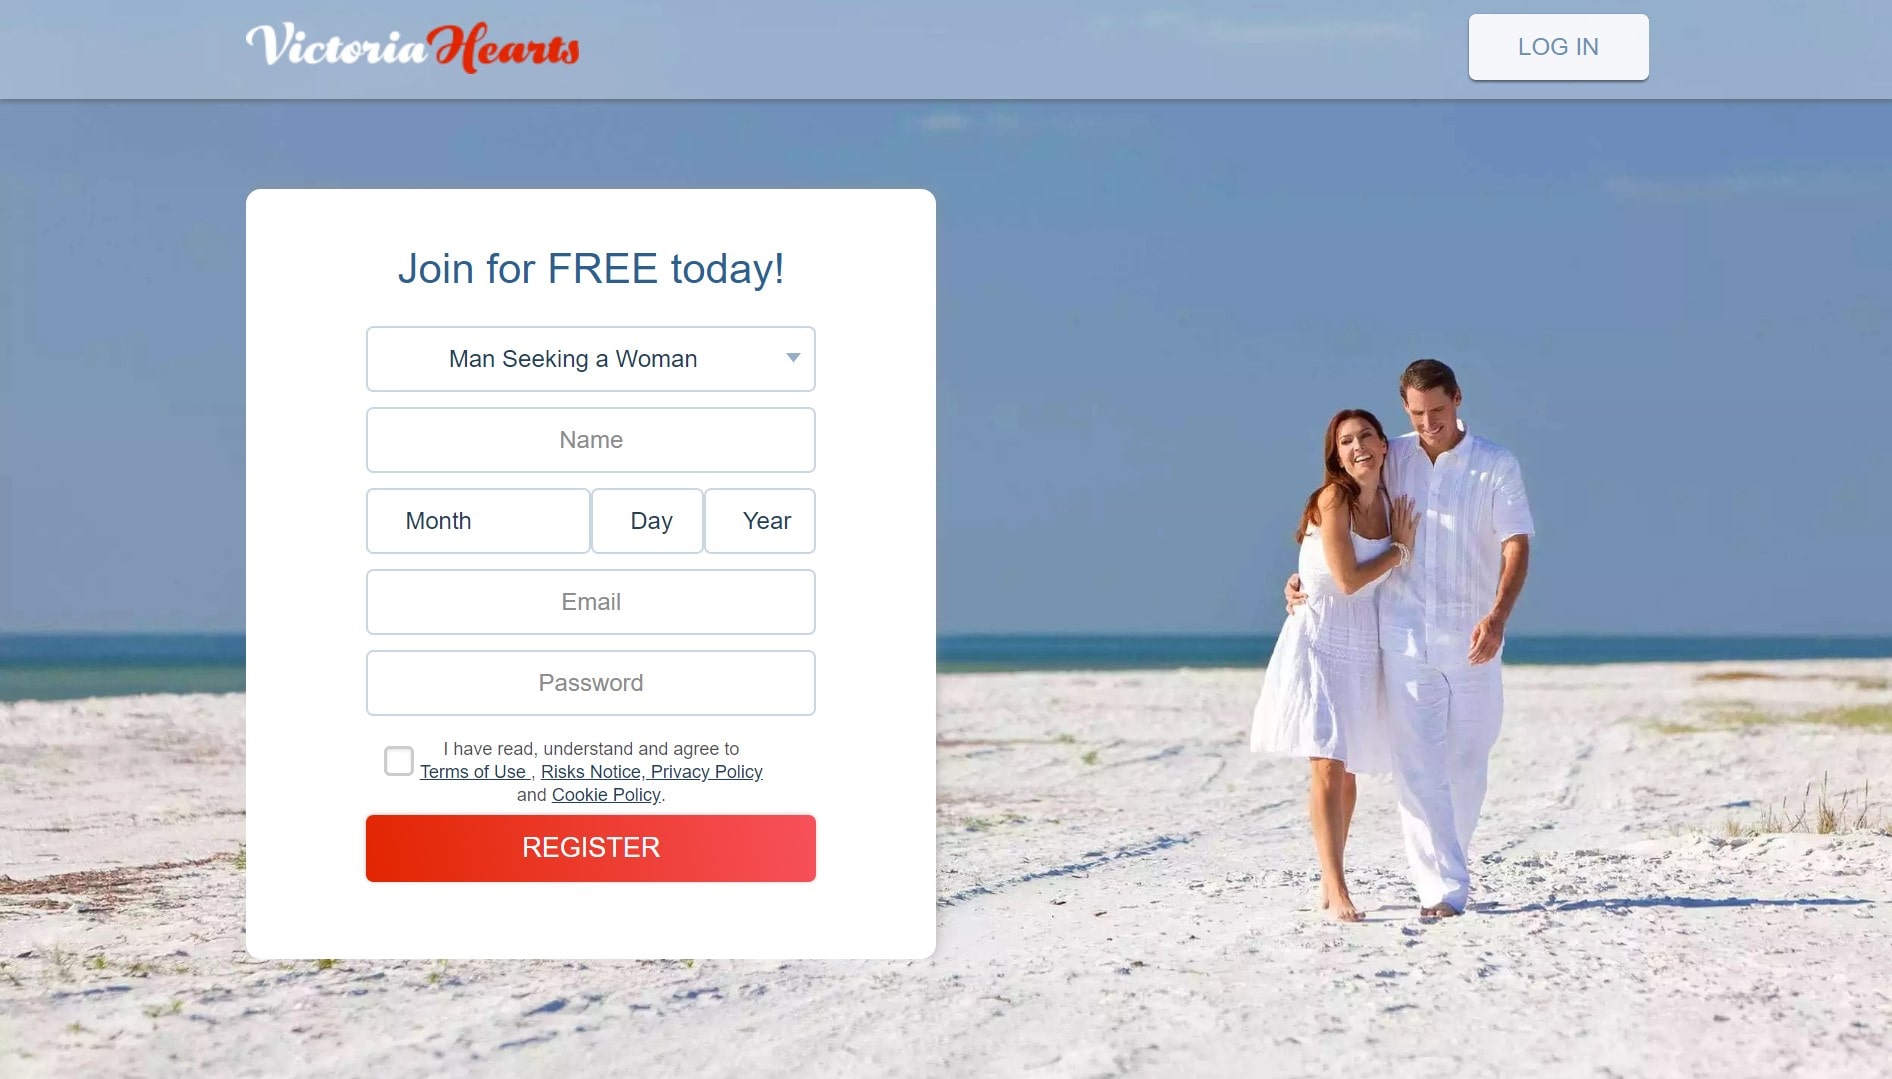 VictoriaHearts
LOG IN
Join for FREE today!
Man Seeking a Woman
Name
Month Day Year
Email
Password
I have read, understand and agree to
Terms of Use , Risks Notice, Privacy Policy
and Cookie Policy.
REGISTER